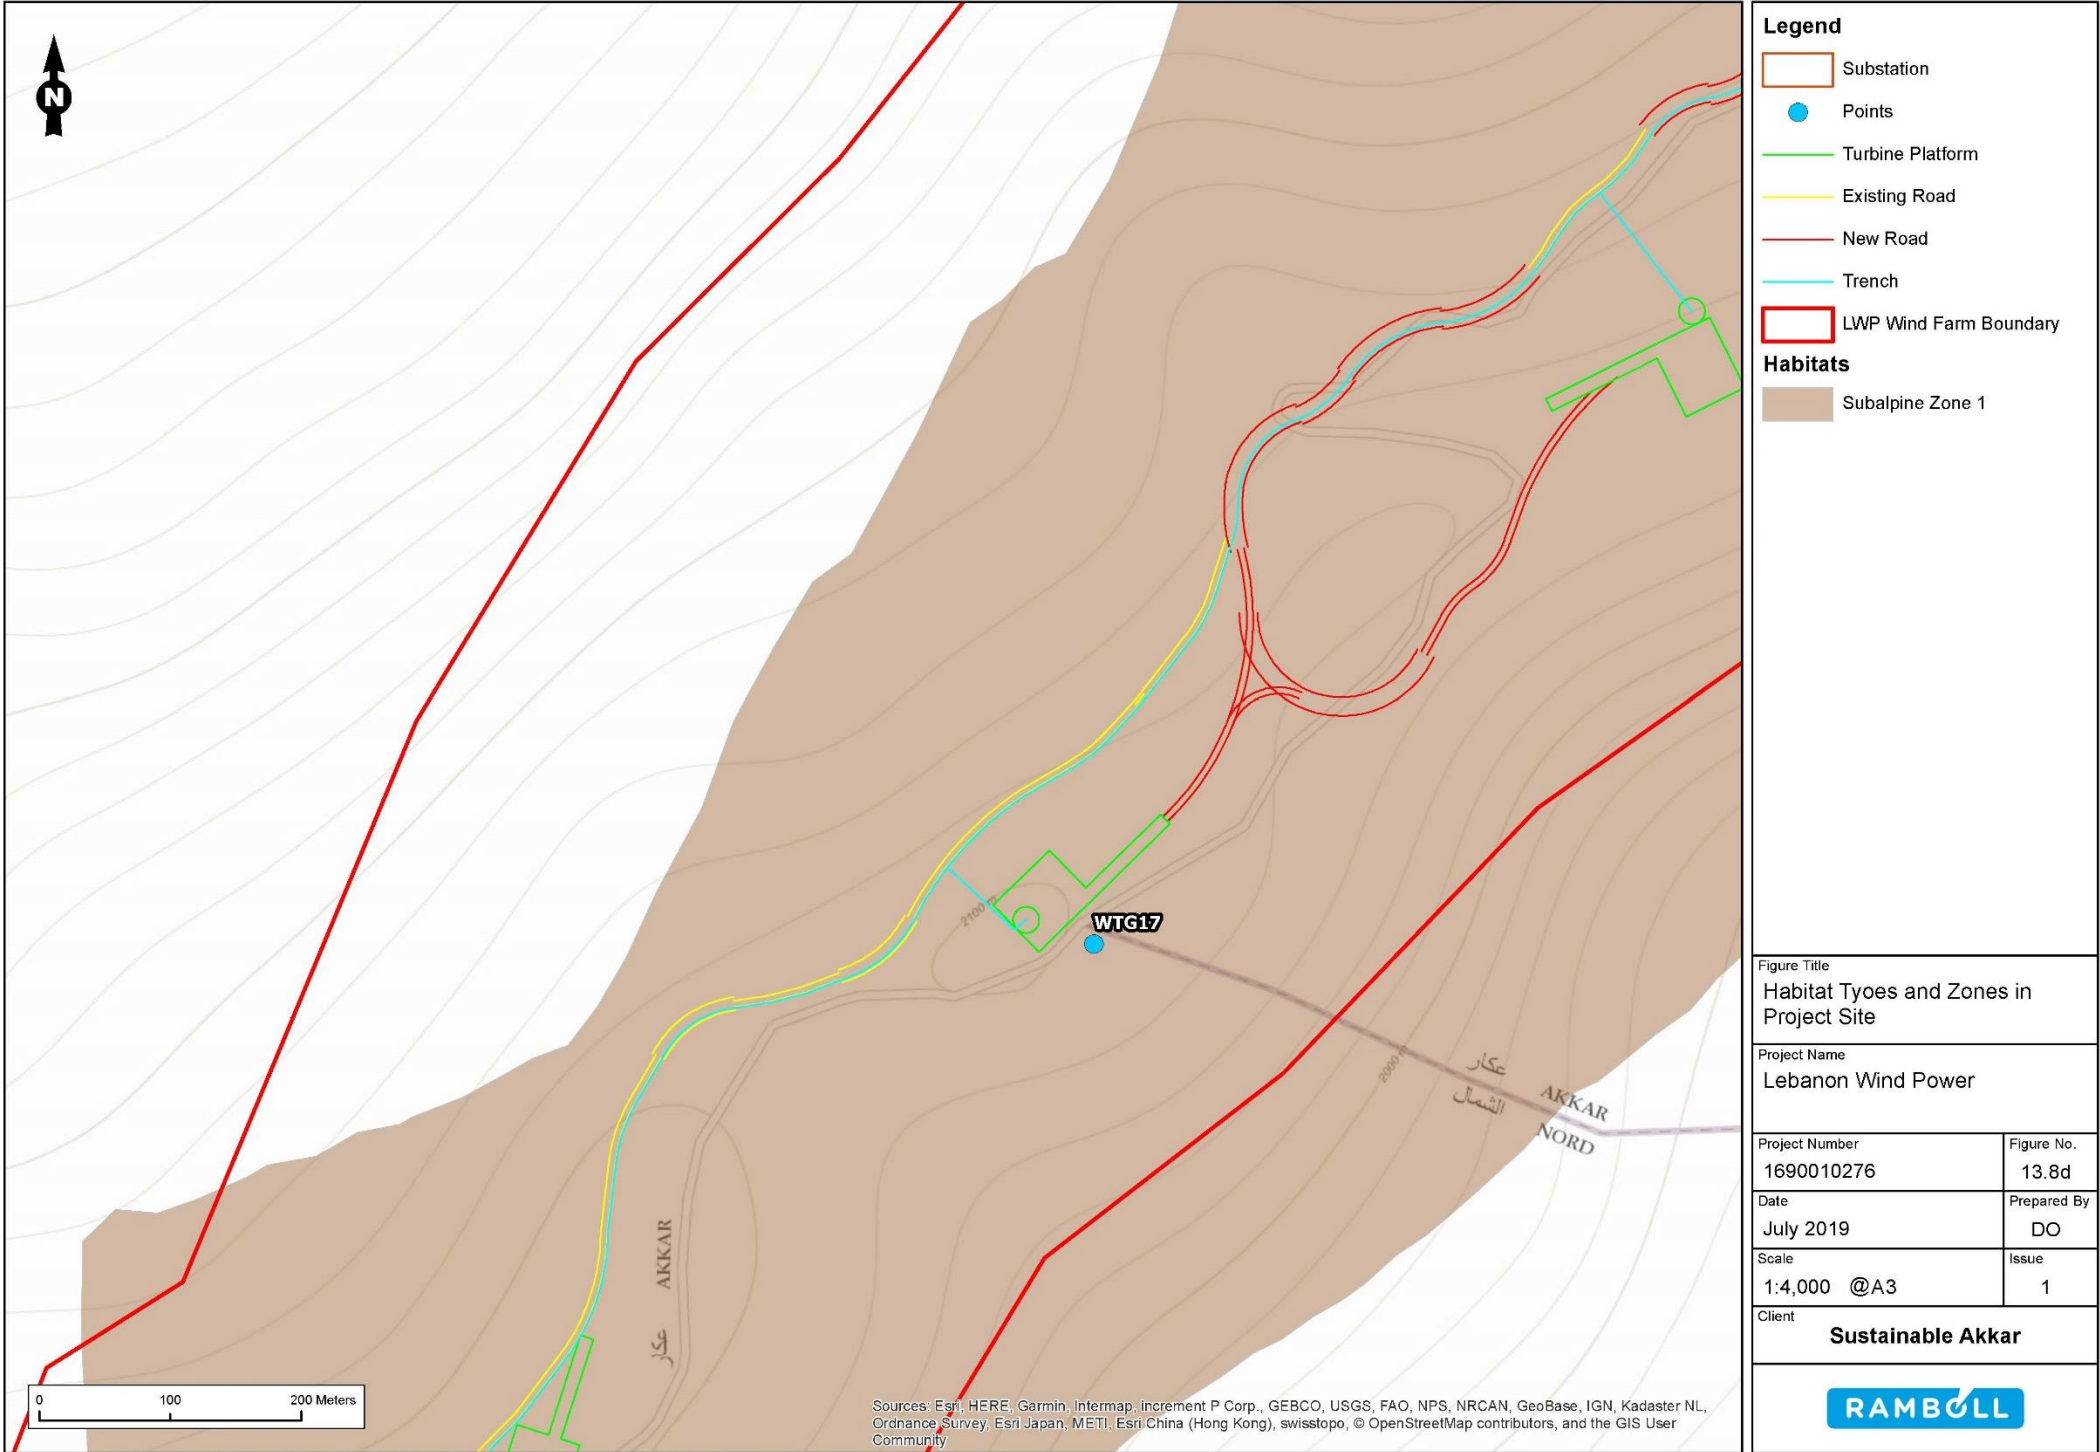 N
2100 m
WTG17
2000 m
عكار
الشمال
AKKAR
NORD
AKKAR
عكار
0 100 200 Meters
Sources: Esri, HERE, Garmin, Intermap, increment P Corp., GEBCO, USGS, FAO, NPS, NRCAN, GeoBase, IGN, Kadaster NL,
Ordnance Survey, Esri Japan, METI, Esri China (Hong Kong), swisstopo, © OpenStreetMap contributors, and the GIS User
Community
Legend
Substation
Points
Turbine Platform
Existing Road
New Road
Trench
LWP Wind Farm Boundary
Habitats
Subalpine Zone 1
Figure Title
Habitat Tyoes and Zones in
Project Site
Project Name
Lebanon Wind Power
Project Number
1690010276
Figure No.
13.8d
Date
July 2019
Prepared By
DO
Scale
1:4,000 @A3
Issue
1
Client
Sustainable Akkar
RAMBOLL